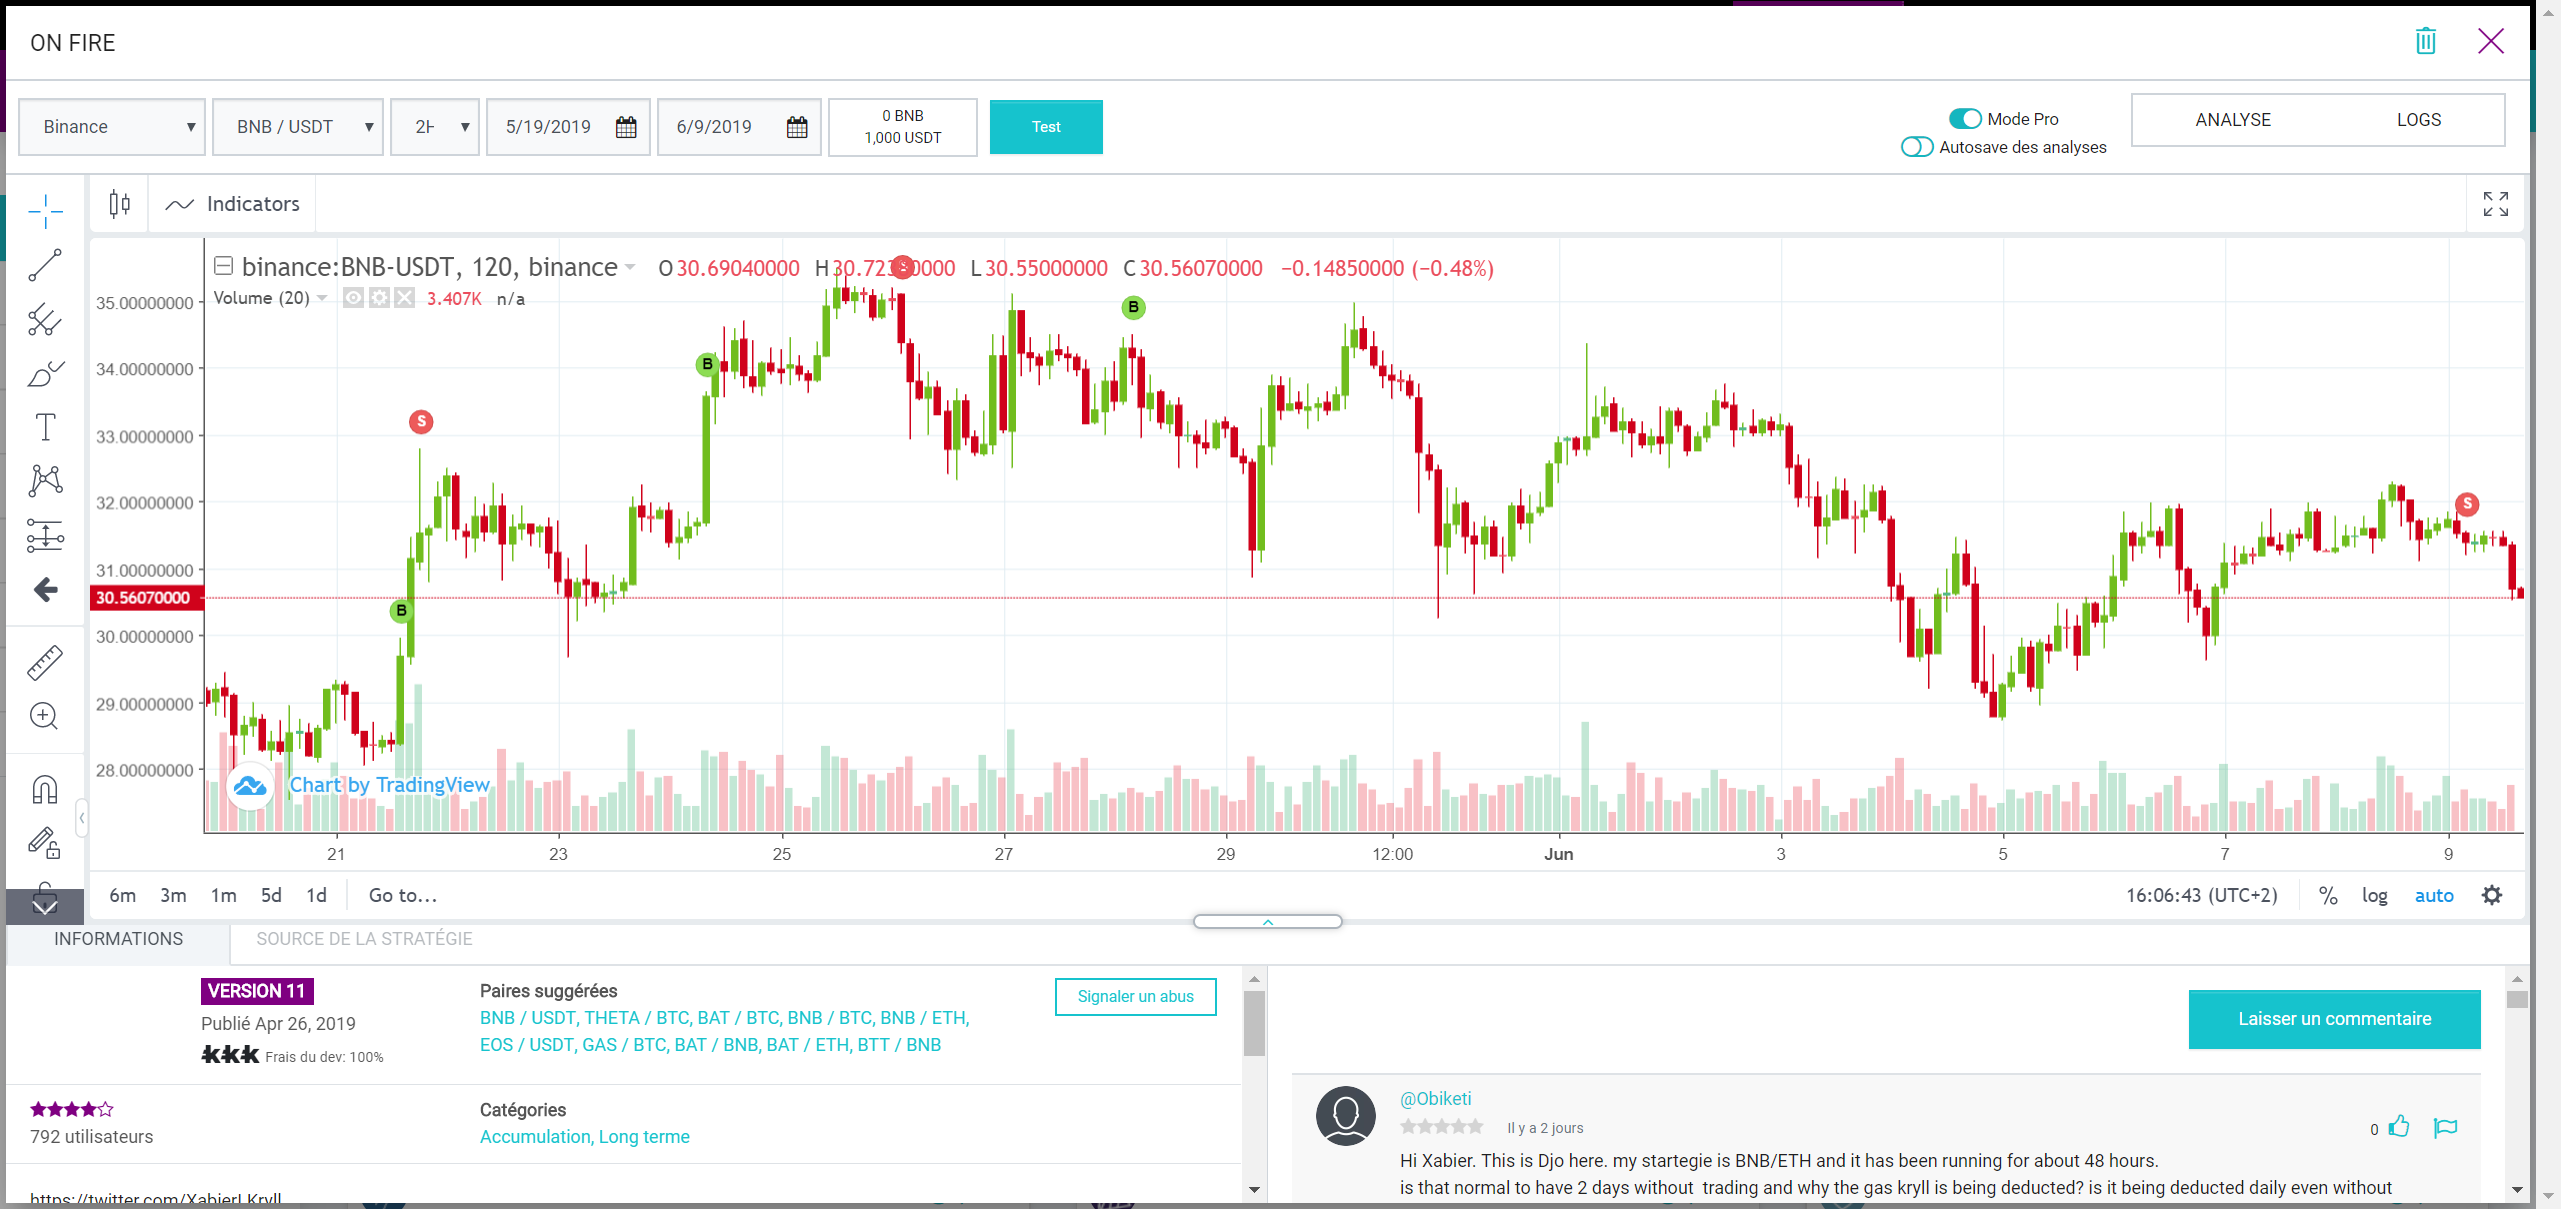 ON FIRE
Binance
BNB / USDT
5/19/2019
6/9/2019
0 BNB
1,000 USDT
Test
Mode Pro
Autosave des analyses
ANALYSE
LOGS
Indicators
binance:BNB-USDT, 120, binance
O 30.69040000 L 30.55000000 C 30.56070000 −0.14850000 (−0.48%)
Volume (20) 3.407K n/a
35.00000000
34.00000000
33.00000000
32.00000000
31.00000000
30.56070000
30.00000000
29.00000000
28.00000000
S
B
S
B
B
S
Chart by TradingView
21 23 25 27 29 12:00 Jun 3 5 7 9
6m 3m 1m 5d 1d Go to...
16:06:43 (UTC+2) % log auto
INFORMATIONS
SOURCE DE LA STRATÉGIE
VERSION 11
Publié Apr 26, 2019
Frais du dev: 100%
Paires suggérées
BNB / USDT, THETA / BTC, BAT / BTC, BNB / BTC, BNB / ETH,
EOS / USDT, GAS / BTC, BAT / BNB, BAT / ETH, BTT / BNB
Signaler un abus
792 utilisateurs
Catégories
Accumulation, Long terme
https://twitter.com/XabierLKryll
Laisser un commentaire
@Obiketi
Il y a 2 jours
0
Hi Xabier. This is Djo here. my startegie is BNB/ETH and it has been running for about 48 hours.
is that normal to have 2 days without trading and why the gas kryll is being deducted? is it being deducted daily even without